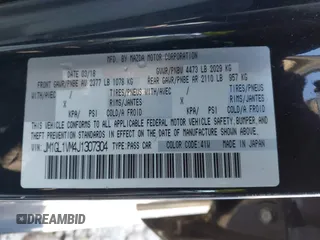 MFD. BY MAZDA MOTOR CORPORATION
DATE 03/18 GVWR/PNBV 4473 LB 2029 KG
FRONT GAWR/PNBE AV 2377 LB 1078 KG REAR GAWR/PNBE AR 2110 LB 957 KG
WITH/AVEC TIRES/PNEUS WITH/AVEC TIRES/PNEUS
X RIMS/JANTES X RIMS/JANTES
KPA/ PSI/ COLD/A FROID KPA/ PSI/ COLD/A FROID
THIS VEHICLE CONFORMS TO ALL APPLICABLE U.S. FEDERAL MOTOR
VEHICLE SAFETY, BUMPER, AND THEFT PREVENTION STANDARDS
IN EFFECT ON THE DATE OF MANUFACTURE SHOWN ABOVE.
VIN: JM1GL1VM4J1307304 TYPE: PASS CAR
COLOR CODE: 41W
MADE IN JAPAN